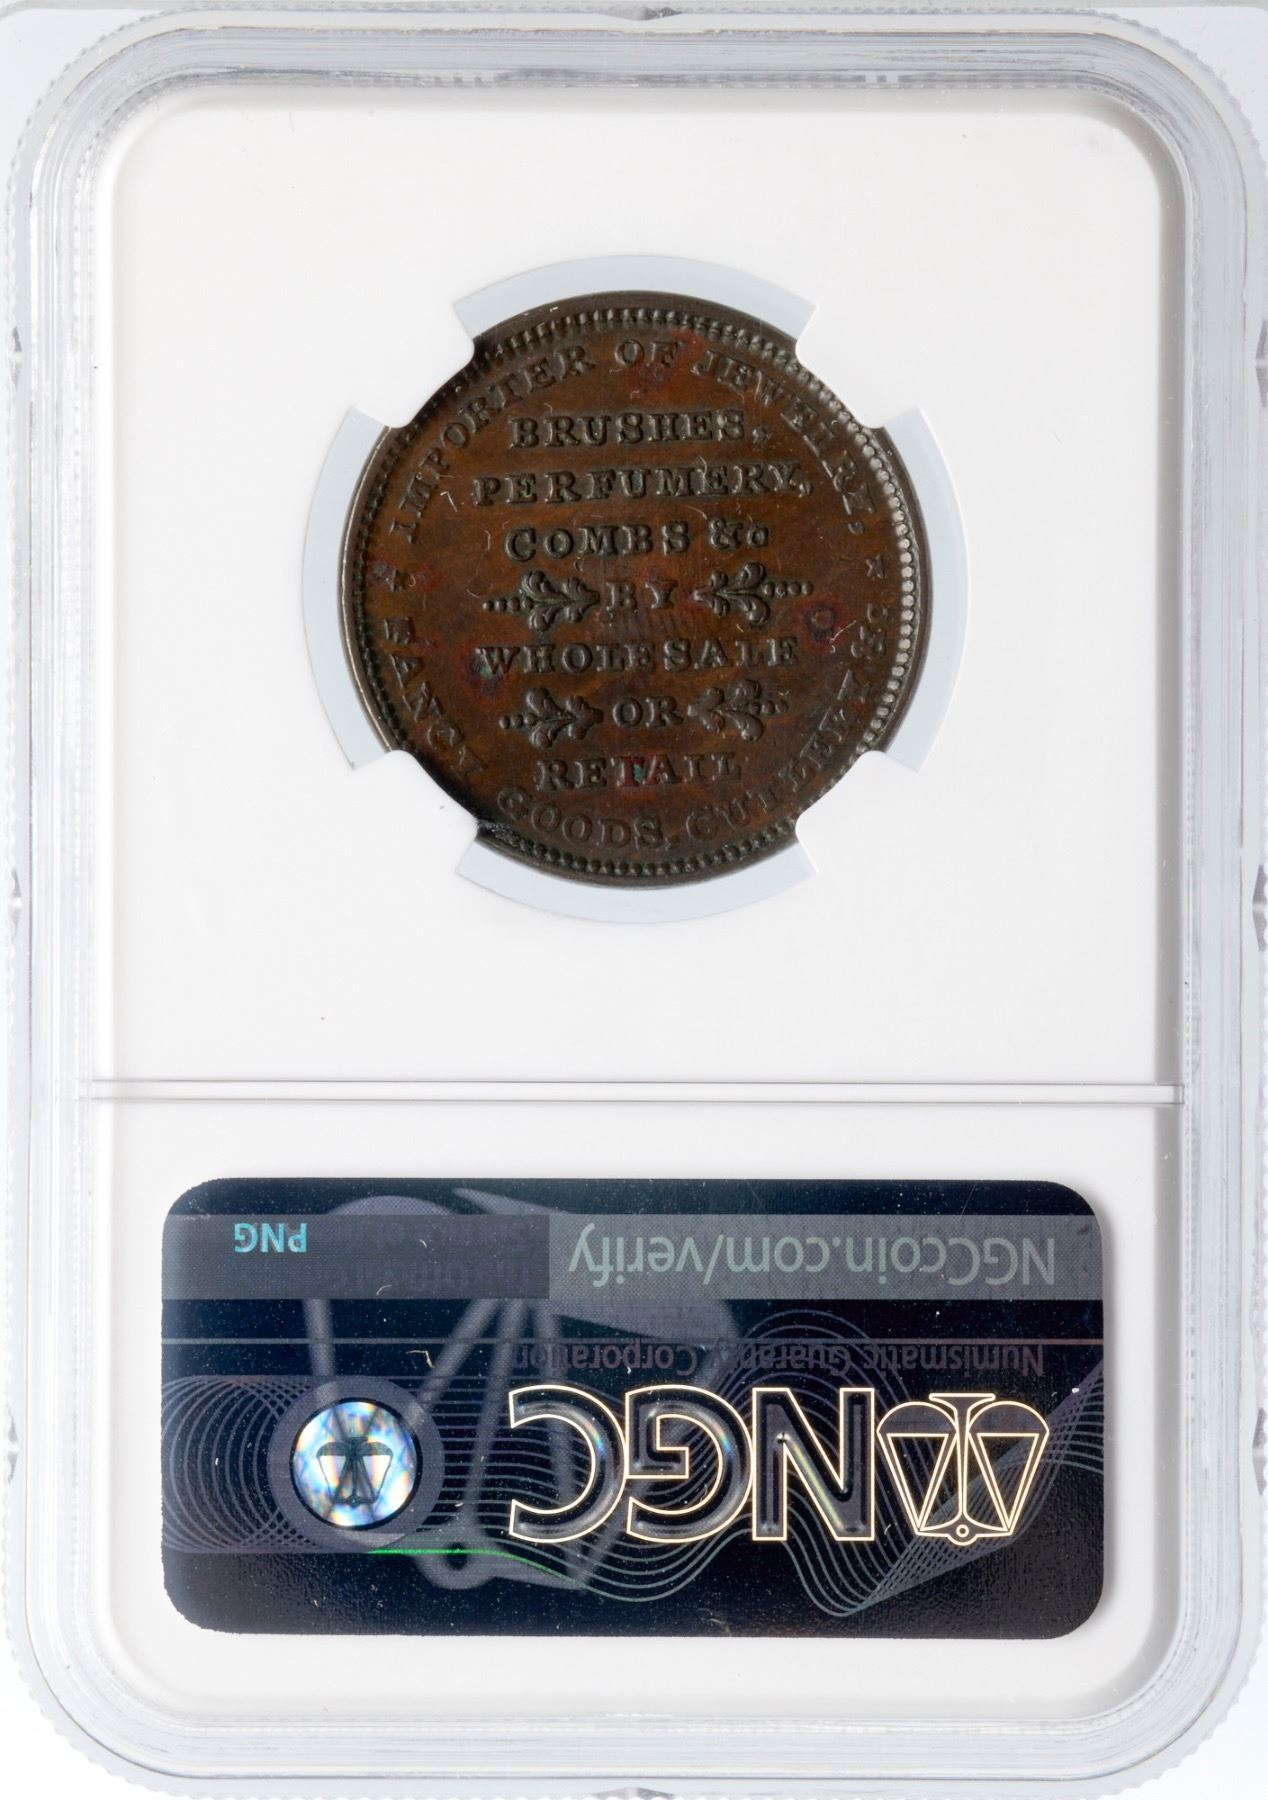 IMPORTER OF JEWELRY,
BRUSHES,
PERFUMERY,
COMBS &c
BY
WHOLESALE
OR
RETAIL
FANCY GOODS, CUTLERY &c.
NGCcoin.com/verify
PNG
Numismatic Guaranty Corporation
NGC